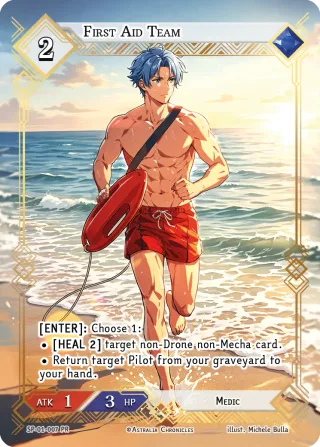 First Aid Team
2
[ENTER]: Choose 1:
• [HEAL 2] target non-Drone non-Mecha card.
• Return target Pilot from your graveyard to
your hand.
ATK 1 3 HP Medic
SP-01-007 PR ©Astralia Chronicles Illust. Michele Bulla